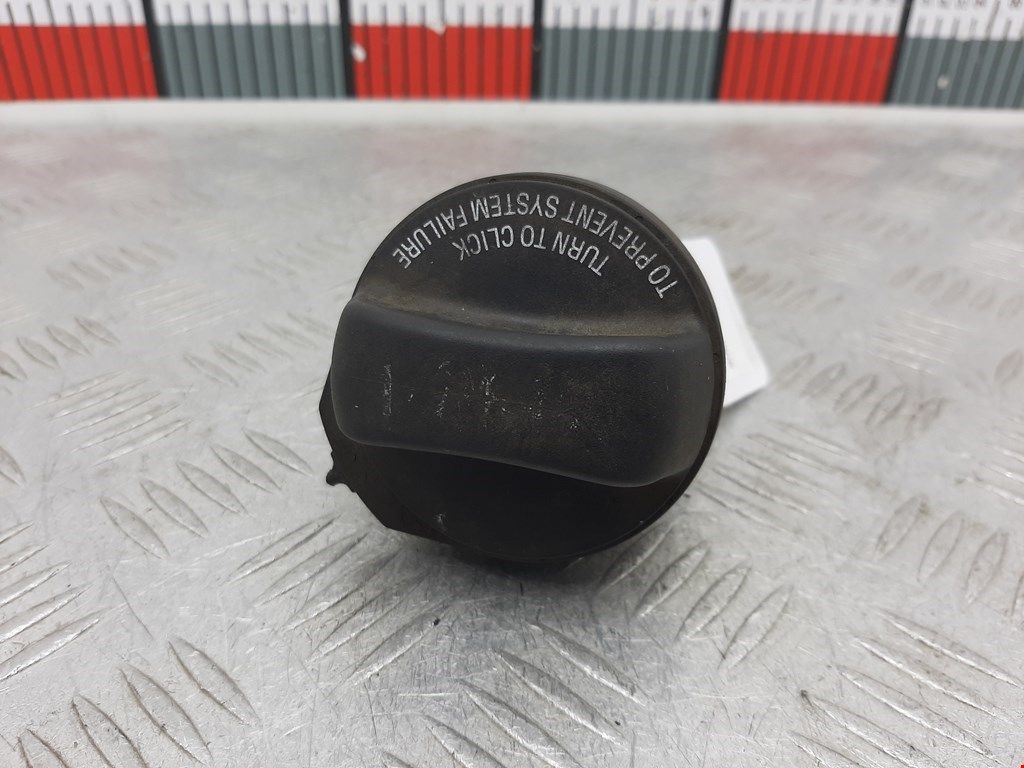 TURN TO CLICK
TO PREVENT SYSTEM FAILURE